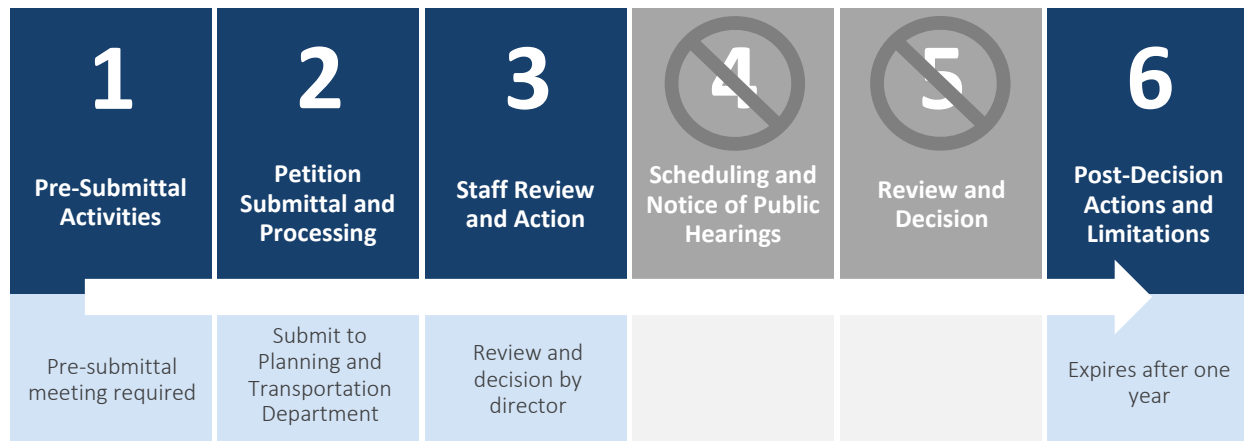 1
Pre-Submittal
Activities
Pre-submittal
meeting required
2
Petition
Submittal and
Processing
Submit to
Planning and
Transportation
Department
3
Staff Review
and Action
Review and
decision by
director
4
Scheduling and
Notice of Public
Hearings
5
Review and
Decision
6
Post-Decision
Actions and
Limitations
Expires after one
year